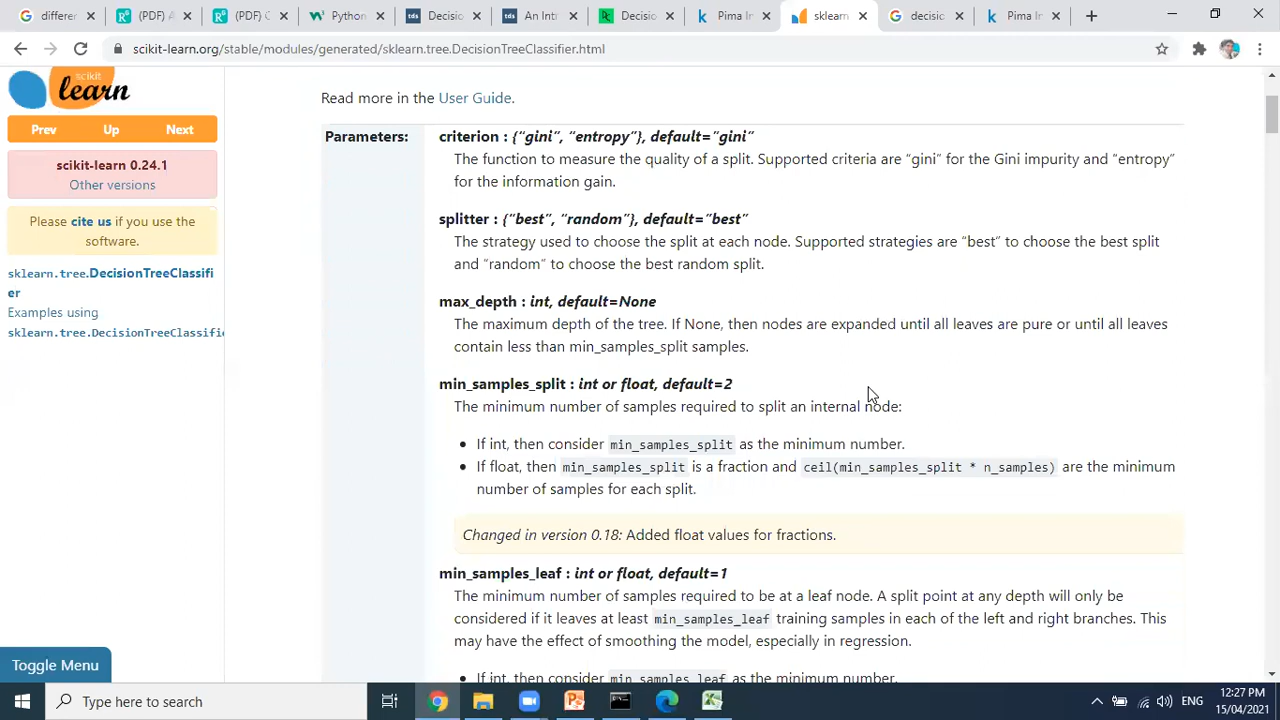 differen
(PDF) A
(PDF) C
Python
Decisio
An Intr
Decisio
Pima In
sklearn
decisio
Pima In
scikit-learn.org/stable/modules/generated/sklearn.tree.DecisionTreeClassifier.html
scikit
learn
Prev Up Next
scikit-learn 0.24.1
Other versions
Please cite us if you use the
software.
sklearn.tree.DecisionTreeClassifi
er
Examples using
sklearn.tree.DecisionTreeClassifie
Read more in the User Guide.
Parameters:
criterion : {"gini", "entropy"}, default="gini"
The function to measure the quality of a split. Supported criteria are "gini" for the Gini impurity and "entropy"
for the information gain.
splitter : {"best", "random"}, default="best"
The strategy used to choose the split at each node. Supported strategies are "best" to choose the best split
and "random" to choose the best random split.
max_depth : int, default=None
The maximum depth of the tree. If None, then nodes are expanded until all leaves are pure or until all leaves
contain less than min_samples_split samples.
min_samples_split : int or float, default=2
The minimum number of samples required to split an internal node:
• If int, then consider min_samples_split as the minimum number.
• If float, then min_samples_split is a fraction and ceil(min_samples_split * n_samples) are the minimum
number of samples for each split.
Changed in version 0.18: Added float values for fractions.
min_samples_leaf : int or float, default=1
The minimum number of samples required to be at a leaf node. A split point at any depth will only be
considered if it leaves at least min_samples_leaf training samples in each of the left and right branches. This
may have the effect of smoothing the model, especially in regression.
• If int, then consider min_samples_leaf as the minimum number.
Toggle Menu
Type here to search
ENG
12:27 PM
15/04/2021